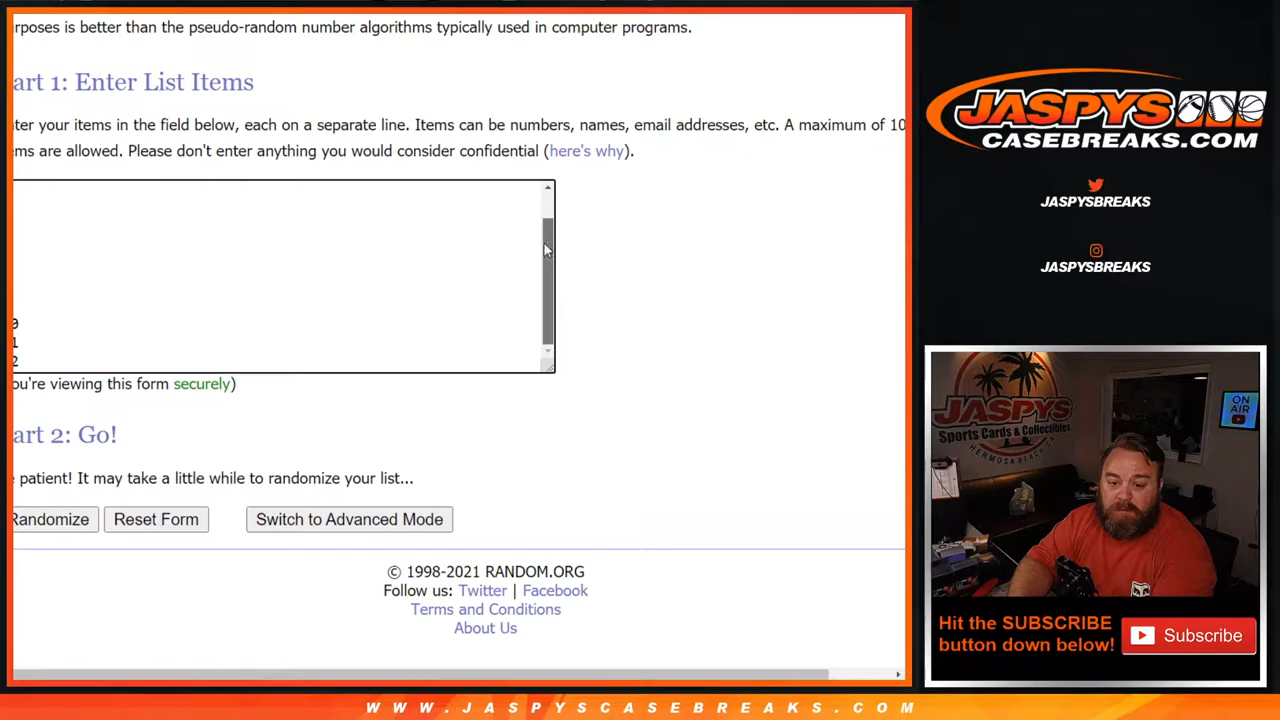 rposes is better than the pseudo-random number algorithms typically used in computer programs.
art 1: Enter List Items
ter your items in the field below, each on a separate line. Items can be numbers, names, email addresses, etc. A maximum of 10
ms are allowed. Please don't enter anything you would consider confidential (here's why).
0
1
2
ou're viewing this form securely)
art 2: Go!
e patient! It may take a little while to randomize your list...
Randomize
Reset Form
Switch to Advanced Mode
© 1998-2021 RANDOM.ORG
Follow us: Twitter | Facebook
Terms and Conditions
About Us
JASPYS
CASEBREAKS.COM
JASPYSBREAKS
JASPYSBREAKS
JASPYS
Sports Cards & Collectibles
HERMOSA BEACH CA
ON
AIR
Hit the SUBSCRIBE
button down below!
Subscribe
WWW.JASPYSCASEBREAKS.COM